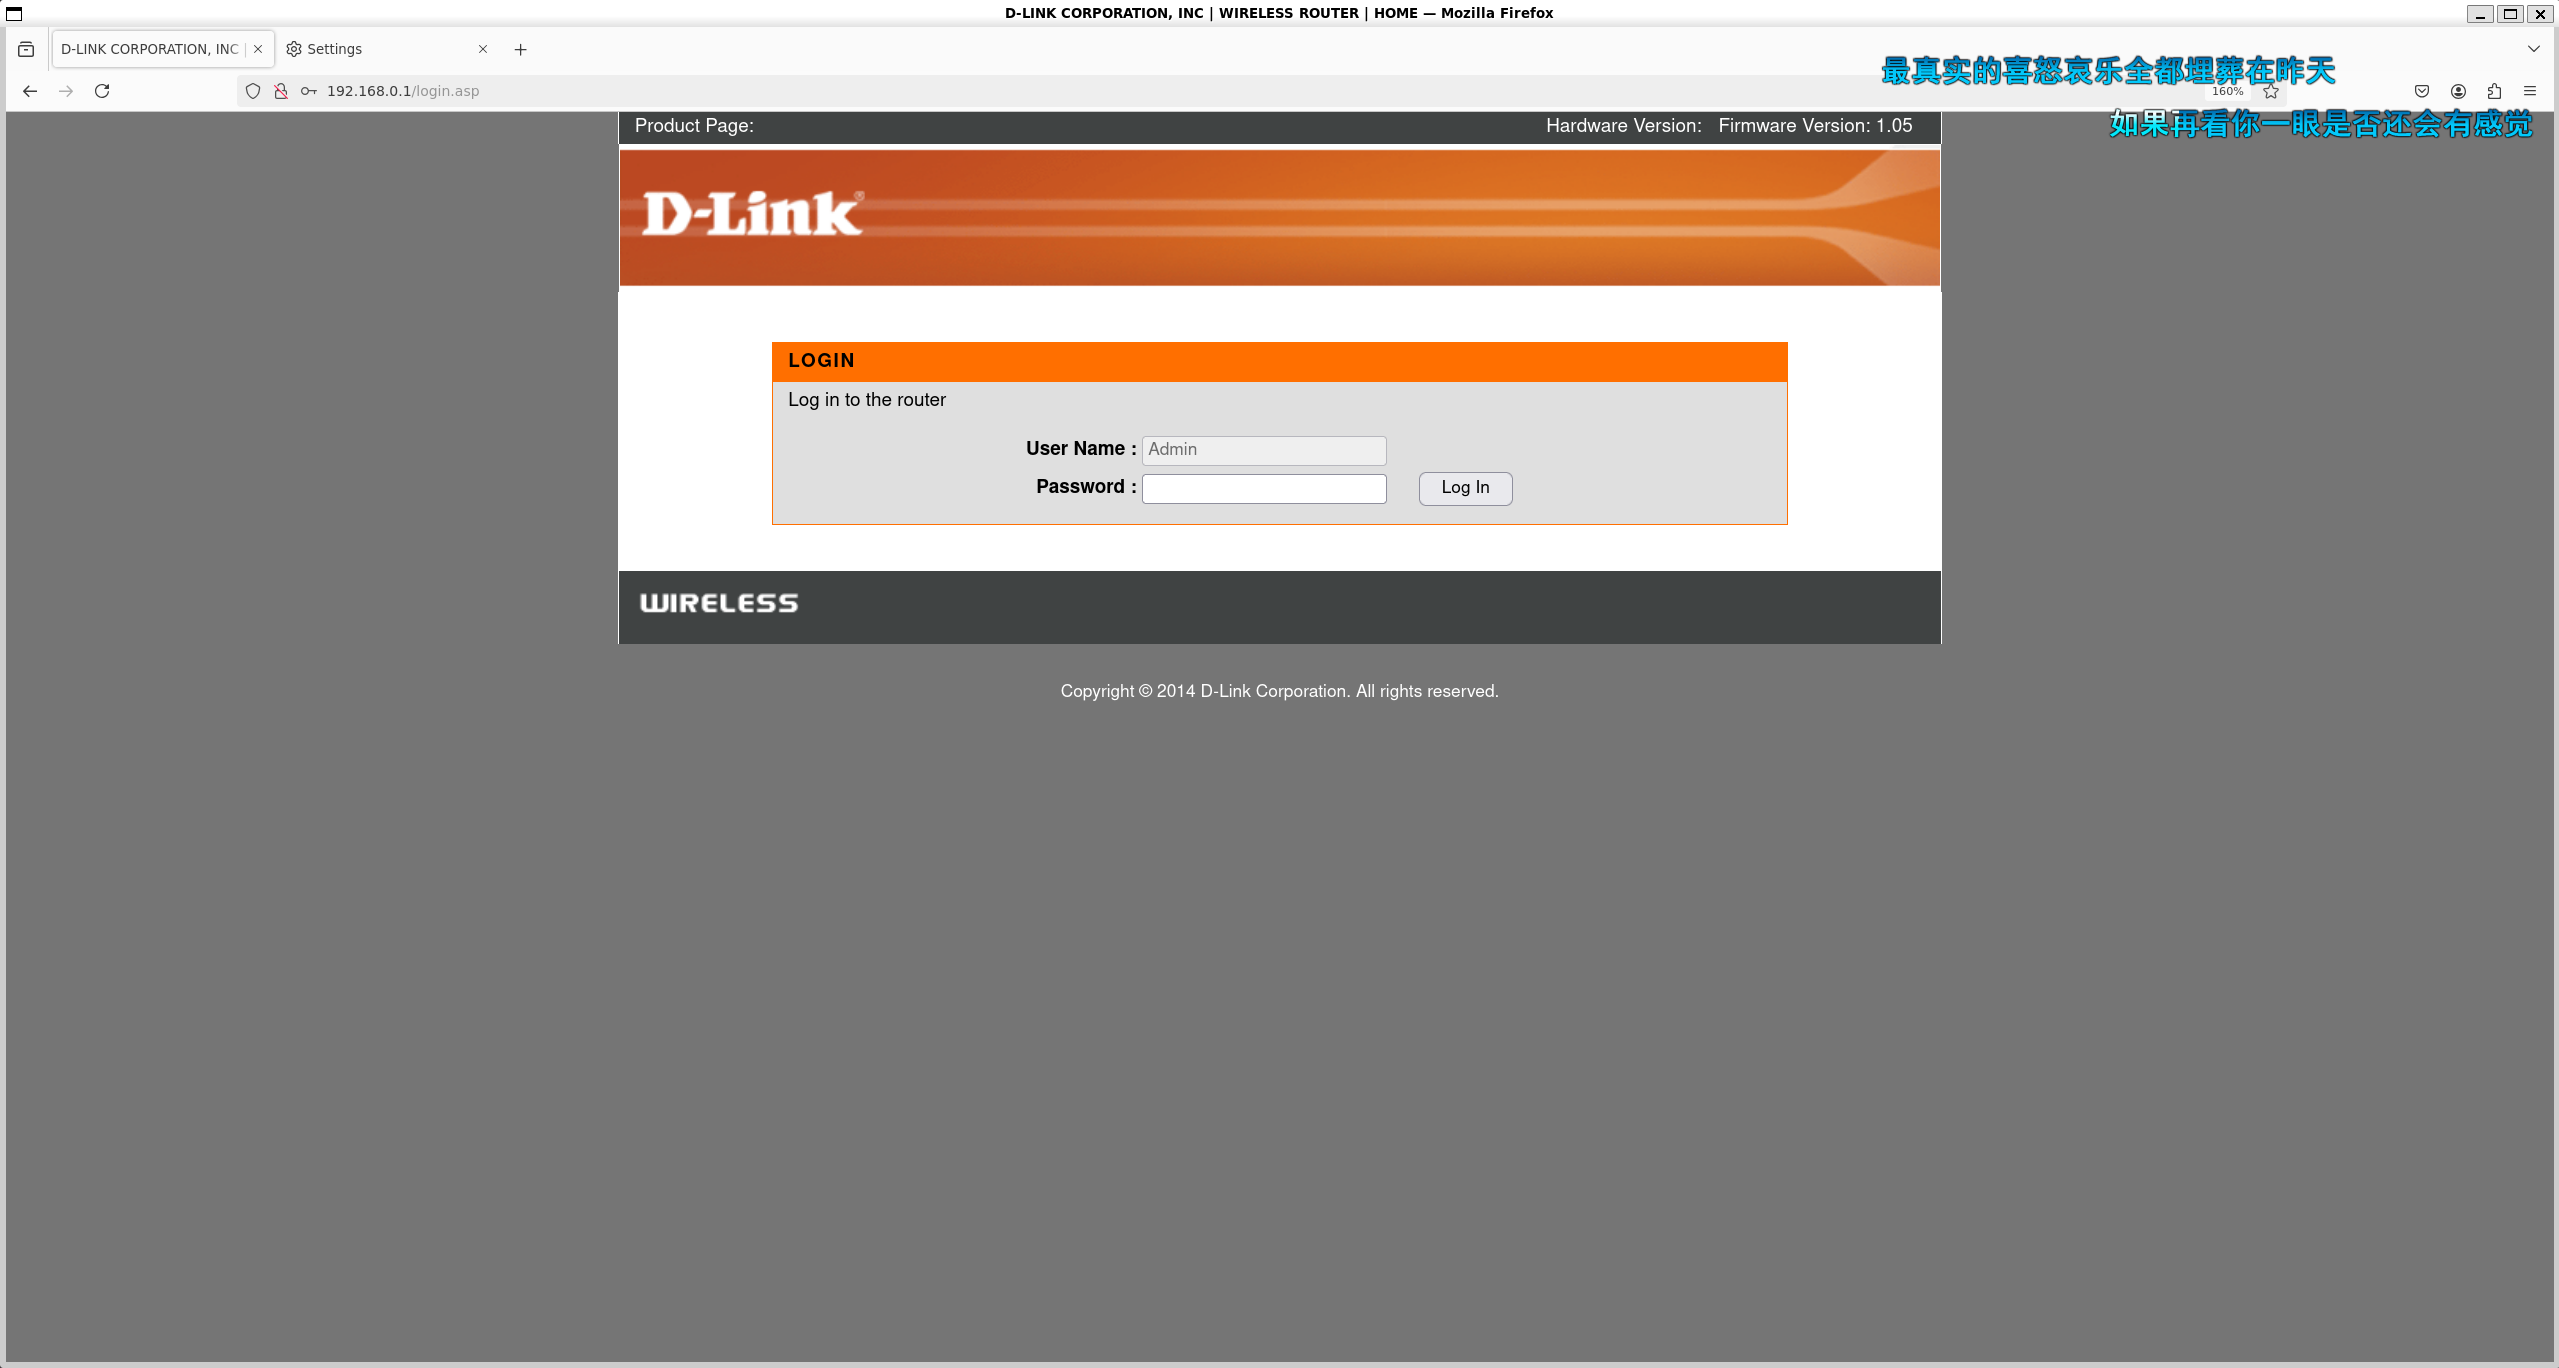 D-LINK CORPORATION, INC | WIRELESS ROUTER | HOME — Mozilla Firefox
D-LINK CORPORATION, INC |
Settings
最真实的喜怒哀乐全都埋葬在昨天
192.168.0.1/login.asp
160%
如果再看你一眼是否还会有感觉
Product Page:
Hardware Version: Firmware Version: 1.05
D-Link®
LOGIN
Log in to the router
User Name : Admin
Password :
Log In
WIRELESS
Copyright © 2014 D-Link Corporation. All rights reserved.